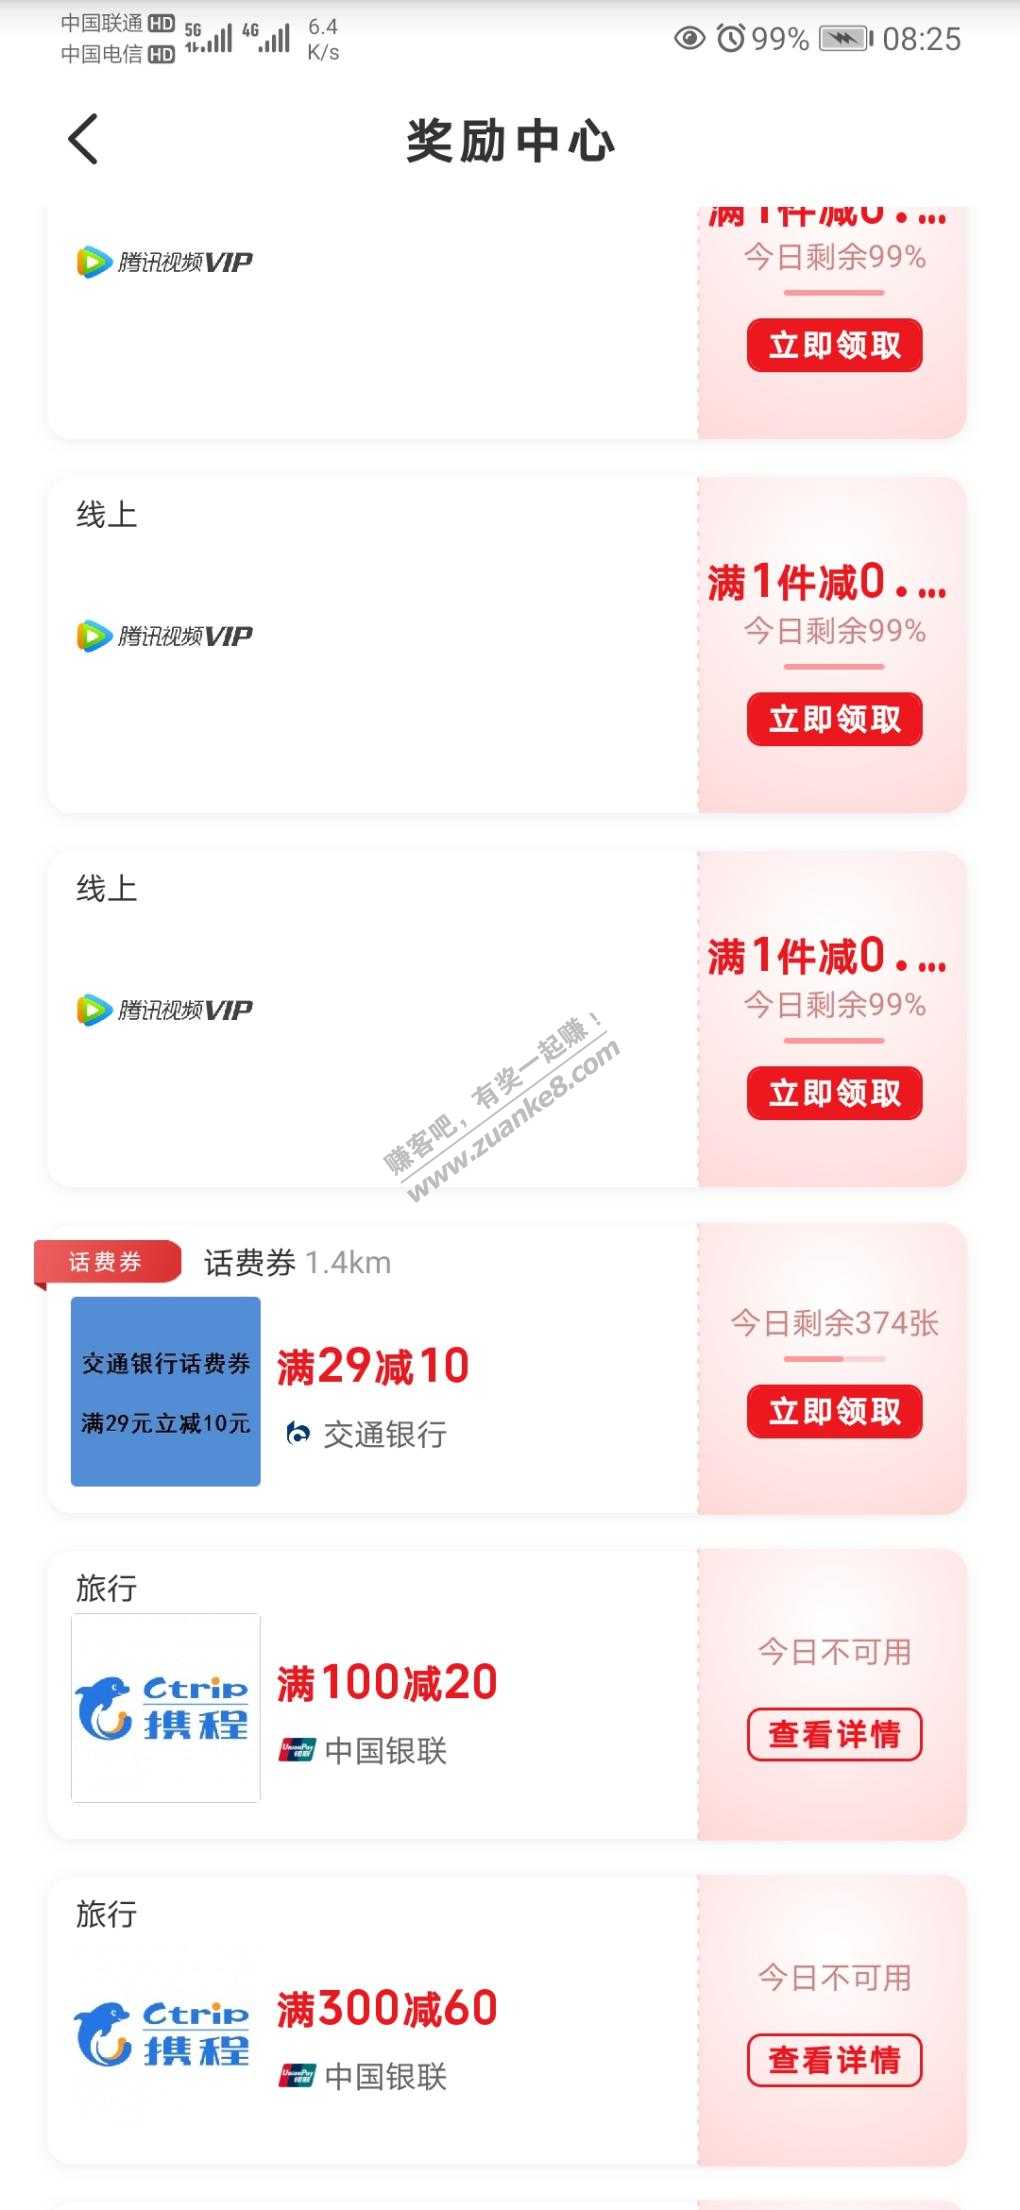 中国联通 HD 5G 4G 6.4 K/s 99% 08:25
中国电信 HD
奖励中心
满1件减0....
腾讯视频VIP
今日剩余99%
立即领取
线上
满1件减0....
腾讯视频VIP
今日剩余99%
立即领取
线上
满1件减0....
腾讯视频VIP
今日剩余99%
立即领取
赚客吧，有奖一起赚！
www.zuanke8.com
话费券
话费券 1.4km
交通银行话费券
满29元立减10元
满29减10
交通银行
今日剩余374张
立即领取
旅行
Ctrip
携程
满100减20
UnionPay
银联
中国银联
今日不可用
查看详情
旅行
Ctrip
携程
满300减60
UnionPay
银联
中国银联
今日不可用
查看详情